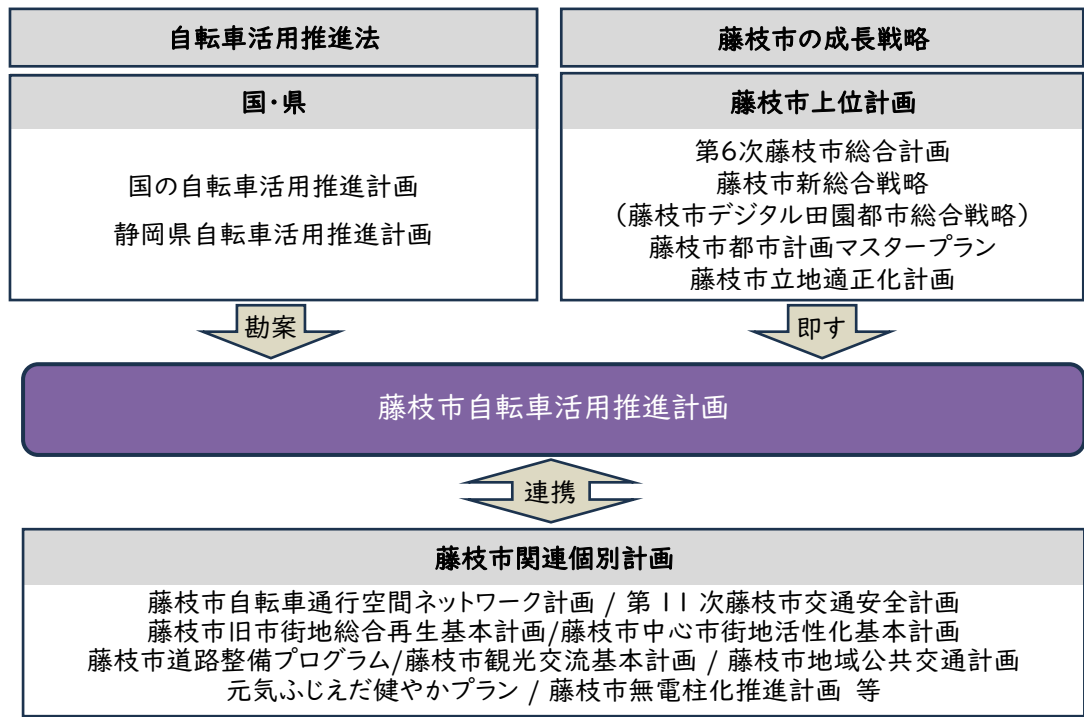 自転車活用推進法
国・県
国の自転車活用推進計画
静岡県自転車活用推進計画
藤枝市の成長戦略
藤枝市上位計画
第6次藤枝市総合計画
藤枝市新総合戦略
(藤枝市デジタル田園都市総合戦略)
藤枝市都市計画マスタープラン
藤枝市立地適正化計画
勘案
即す
藤枝市自転車活用推進計画
連携
藤枝市関連個別計画
藤枝市自転車通行空間ネットワーク計画 / 第11次藤枝市交通安全計画
藤枝市旧市街地総合再生基本計画/藤枝市中心市街地活性化基本計画
藤枝市道路整備プログラム/藤枝市観光交流基本計画 / 藤枝市地域公共交通計画
元気ふじえだ健やかプラン / 藤枝市無電柱化推進計画 等